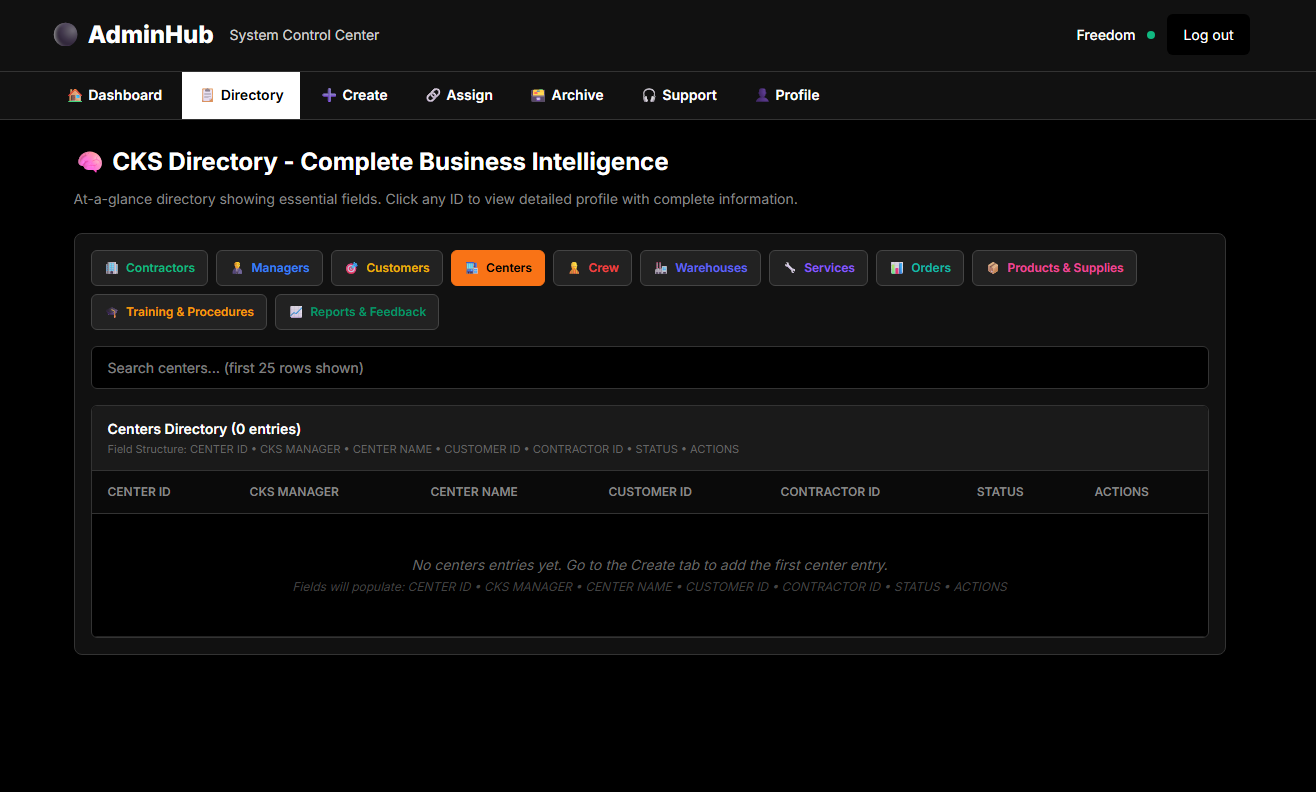 AdminHub System Control Center Freedom Log out
Dashboard Directory Create Assign Archive Support Profile
CKS Directory - Complete Business Intelligence
At-a-glance directory showing essential fields. Click any ID to view detailed profile with complete information.
Contractors Managers Customers Centers Crew Warehouses Services Orders Products & Supplies
Training & Procedures Reports & Feedback
Search centers... (first 25 rows shown)
Centers Directory (0 entries)
Field Structure: CENTER ID • CKS MANAGER • CENTER NAME • CUSTOMER ID • CONTRACTOR ID • STATUS • ACTIONS
CENTER ID CKS MANAGER CENTER NAME CUSTOMER ID CONTRACTOR ID STATUS ACTIONS
No centers entries yet. Go to the Create tab to add the first center entry.
Fields will populate: CENTER ID • CKS MANAGER • CENTER NAME • CUSTOMER ID • CONTRACTOR ID • STATUS • ACTIONS